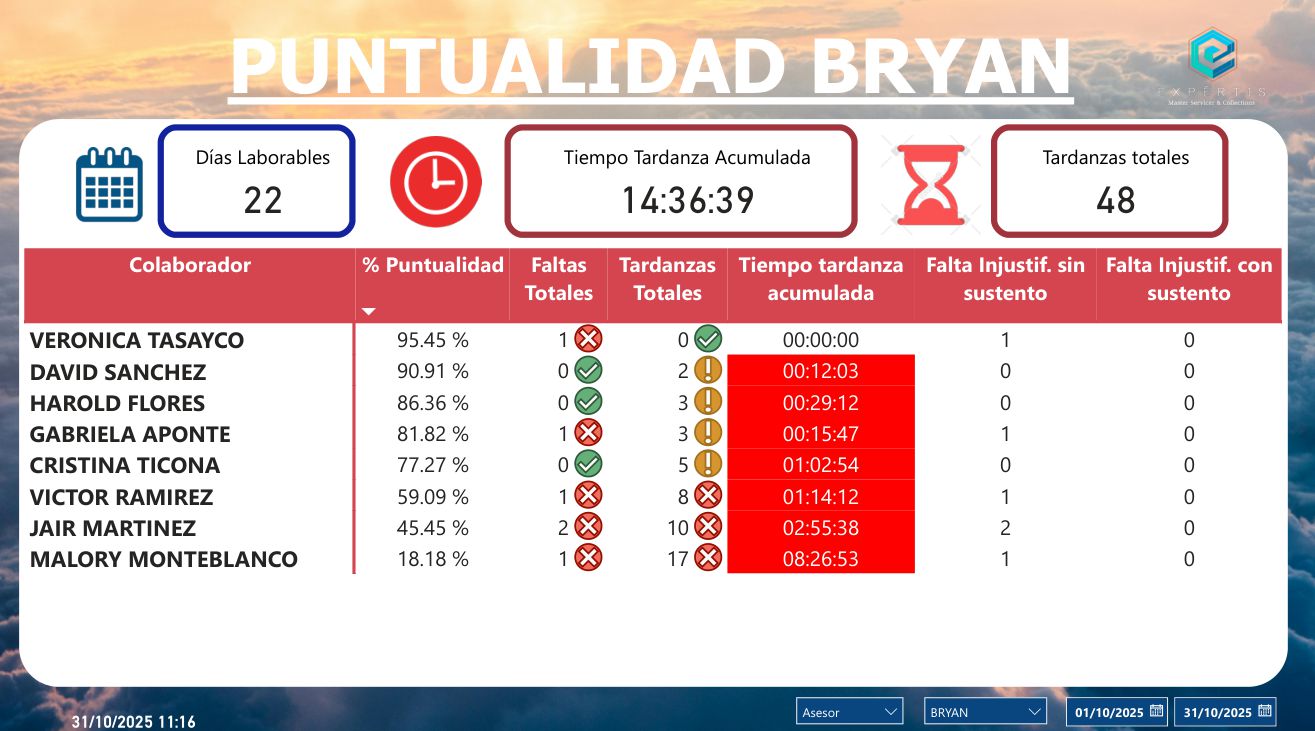 PUNTUALIDAD BRYAN
EXPERTIS
Master Servicer & Collections
Días Laborables
22
Tiempo Tardanza Acumulada
14:36:39
Tardanzas totales
48
Colaborador % Puntualidad Faltas Totales Tardanzas Totales Tiempo tardanza acumulada Falta Injustif. sin sustento Falta Injustif. con sustento
VERONICA TASAYCO 95.45 % 1 0 00:00:00 1 0
DAVID SANCHEZ 90.91 % 0 2 00:12:03 0 0
HAROLD FLORES 86.36 % 0 3 00:29:12 0 0
GABRIELA APONTE 81.82 % 1 3 00:15:47 1 0
CRISTINA TICONA 77.27 % 0 5 01:02:54 0 0
VICTOR RAMIREZ 59.09 % 1 8 01:14:12 1 0
JAIR MARTINEZ 45.45 % 2 10 02:55:38 2 0
MALORY MONTEBLANCO 18.18 % 1 17 08:26:53 1 0
31/10/2025 11:16
Asesor BRYAN 01/10/2025 31/10/2025